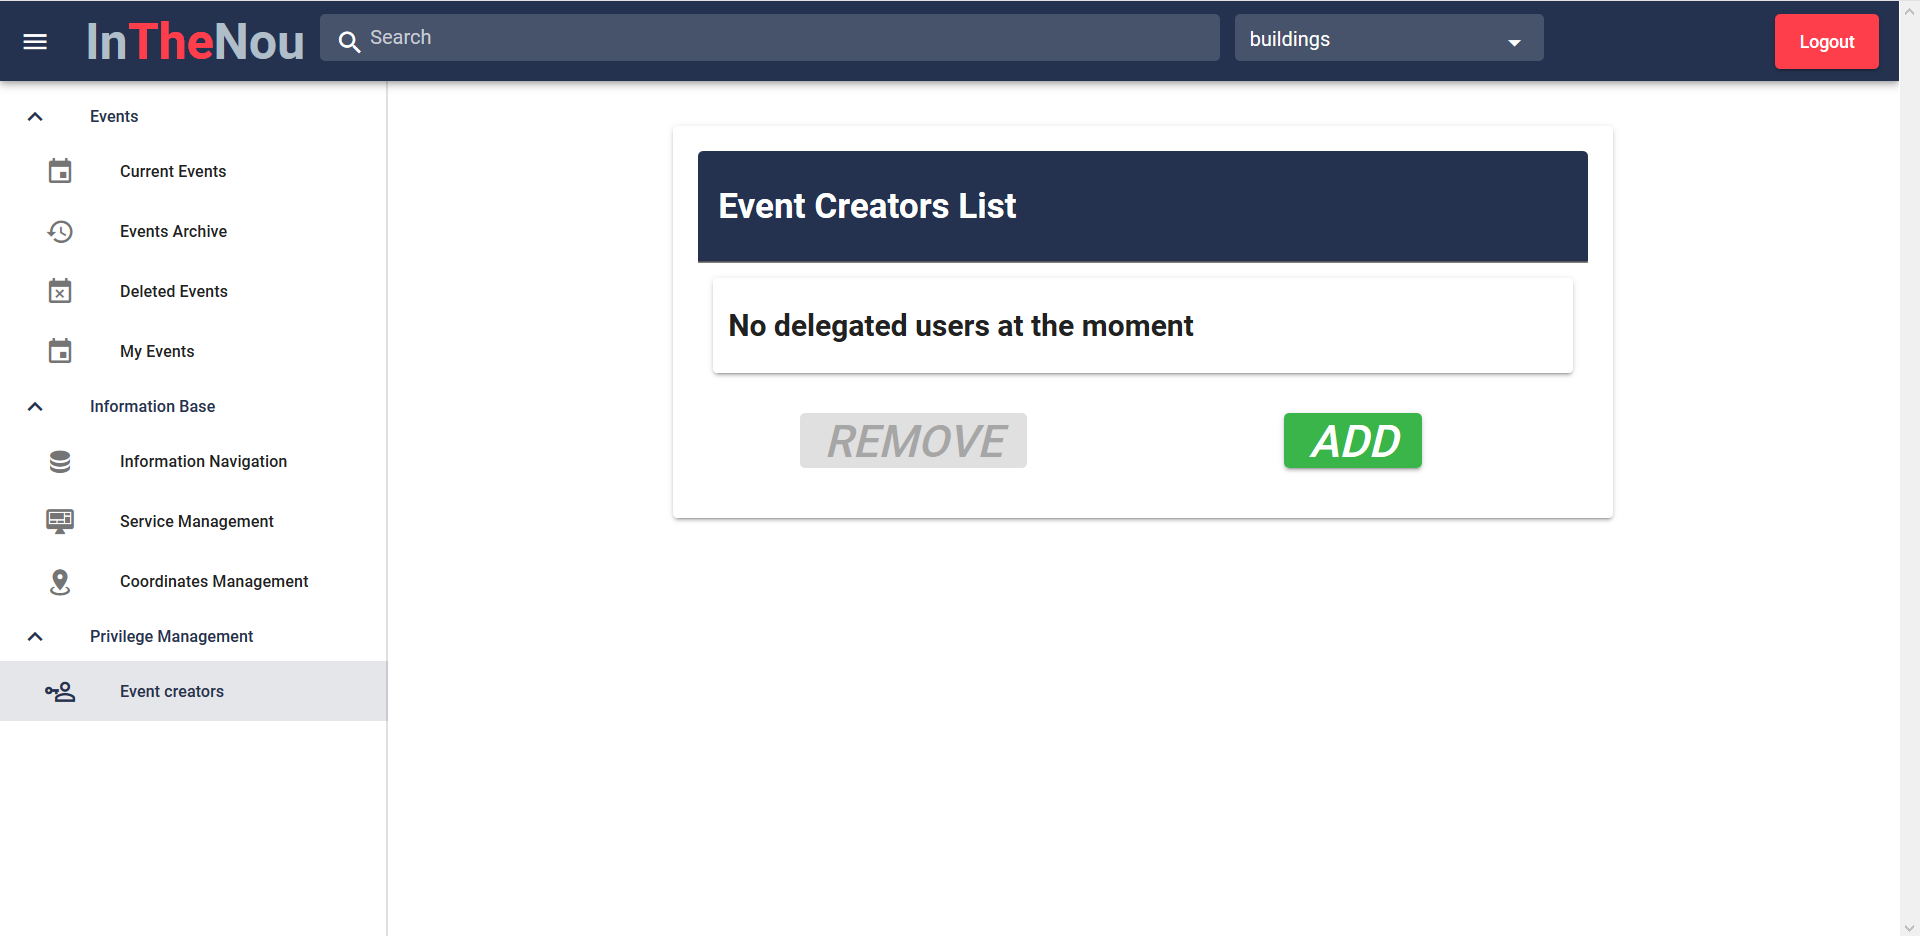 InTheNou
Search
buildings
Logout
Events
Current Events
Events Archive
Deleted Events
My Events
Information Base
Information Navigation
Service Management
Coordinates Management
Privilege Management
Event creators
Event Creators List
No delegated users at the moment
REMOVE
ADD